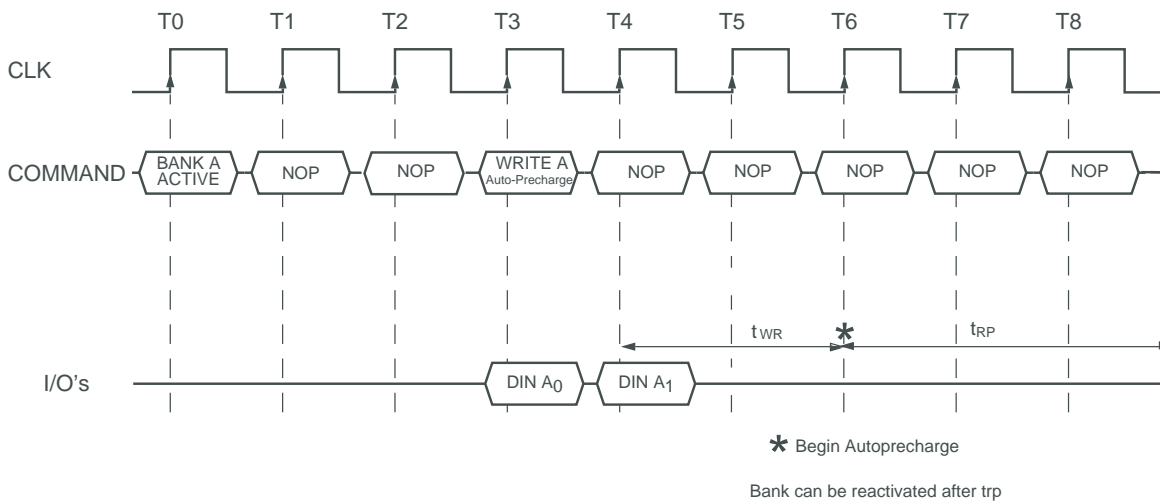 T0 T1 T2 T3 T4 T5 T6 T7 T8
CLK
COMMAND
BANK A
ACTIVE
NOP
NOP
WRITE A
Auto-Precharge
NOP
NOP
NOP
NOP
NOP
tWR
*
tRP
I/O's
DIN A0
DIN A1
* Begin Autoprecharge
Bank can be reactivated after trp